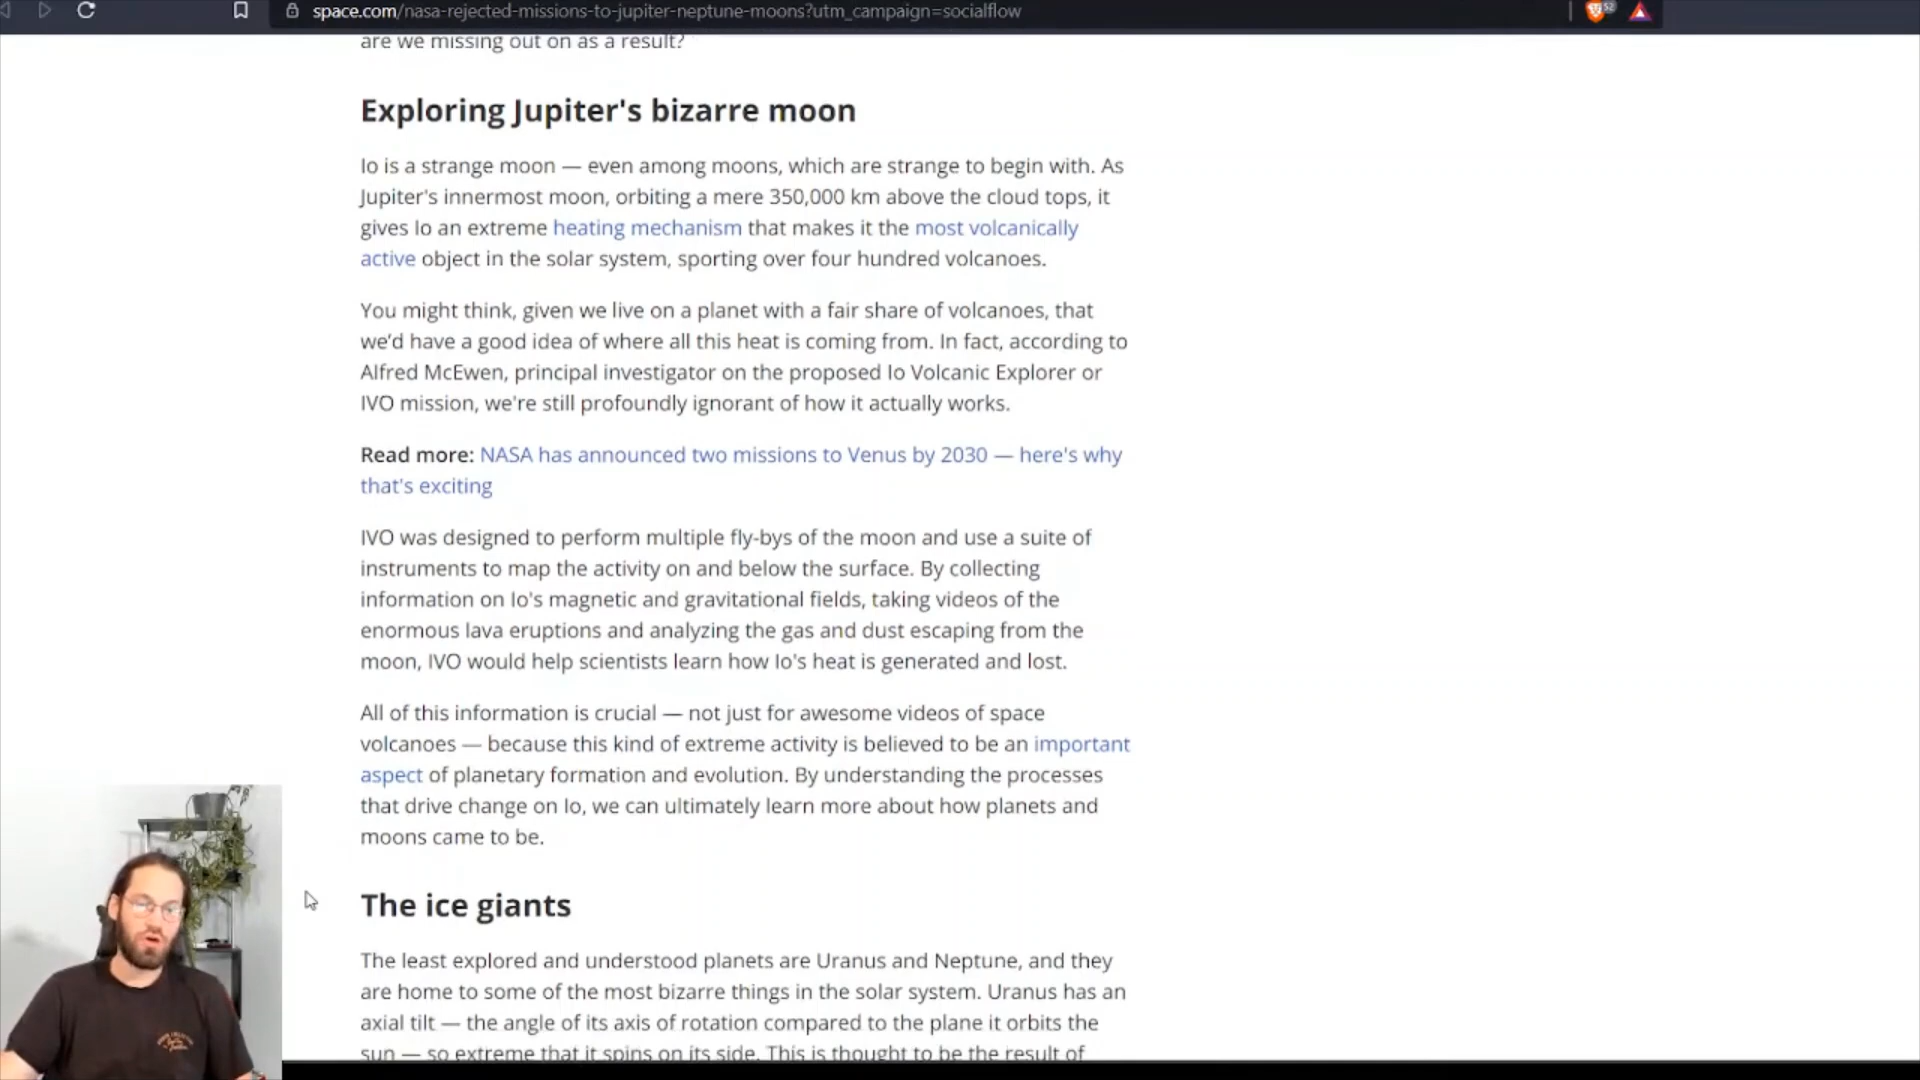 space.com/nasa-rejected-missions-to-jupiter-neptune-moons?utm_campaign=socialflow
52
are we missing out on as a result?
Exploring Jupiter's bizarre moon
Io is a strange moon — even among moons, which are strange to begin with. As
Jupiter's innermost moon, orbiting a mere 350,000 km above the cloud tops, it
gives Io an extreme heating mechanism that makes it the most volcanically
active object in the solar system, sporting over four hundred volcanoes.
You might think, given we live on a planet with a fair share of volcanoes, that
we’d have a good idea of where all this heat is coming from. In fact, according to
Alfred McEwen, principal investigator on the proposed Io Volcanic Explorer or
IVO mission, we're still profoundly ignorant of how it actually works.
Read more: NASA has announced two missions to Venus by 2030 — here's why
that's exciting
IVO was designed to perform multiple fly-bys of the moon and use a suite of
instruments to map the activity on and below the surface. By collecting
information on Io's magnetic and gravitational fields, taking videos of the
enormous lava eruptions and analyzing the gas and dust escaping from the
moon, IVO would help scientists learn how Io's heat is generated and lost.
All of this information is crucial — not just for awesome videos of space
volcanoes — because this kind of extreme activity is believed to be an important
aspect of planetary formation and evolution. By understanding the processes
that drive change on Io, we can ultimately learn more about how planets and
moons came to be.
The ice giants
The least explored and understood planets are Uranus and Neptune, and they
are home to some of the most bizarre things in the solar system. Uranus has an
axial tilt — the angle of its axis of rotation compared to the plane it orbits the
sun — so extreme that it spins on its side. This is thought to be the result of